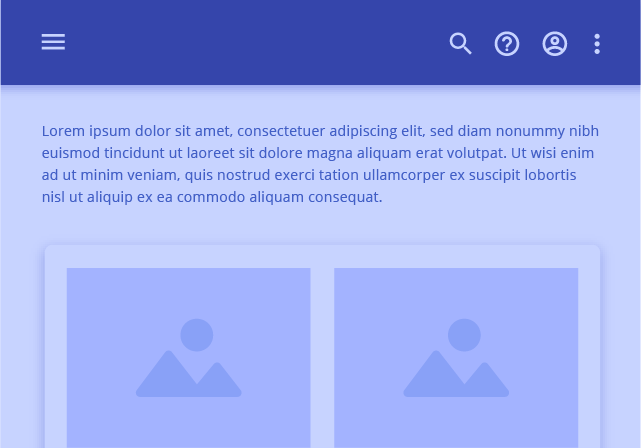 Lorem ipsum dolor sit amet, consectetuer adipiscing elit, sed diam nonummy nibh
euismod tincidunt ut laoreet sit dolore magna aliquam erat volutpat. Ut wisi enim
ad ut minim veniam, quis nostrud exerci tation ullamcorper ex suscipit lobortis
nisl ut aliquip ex ea commodo aliquam consequat.